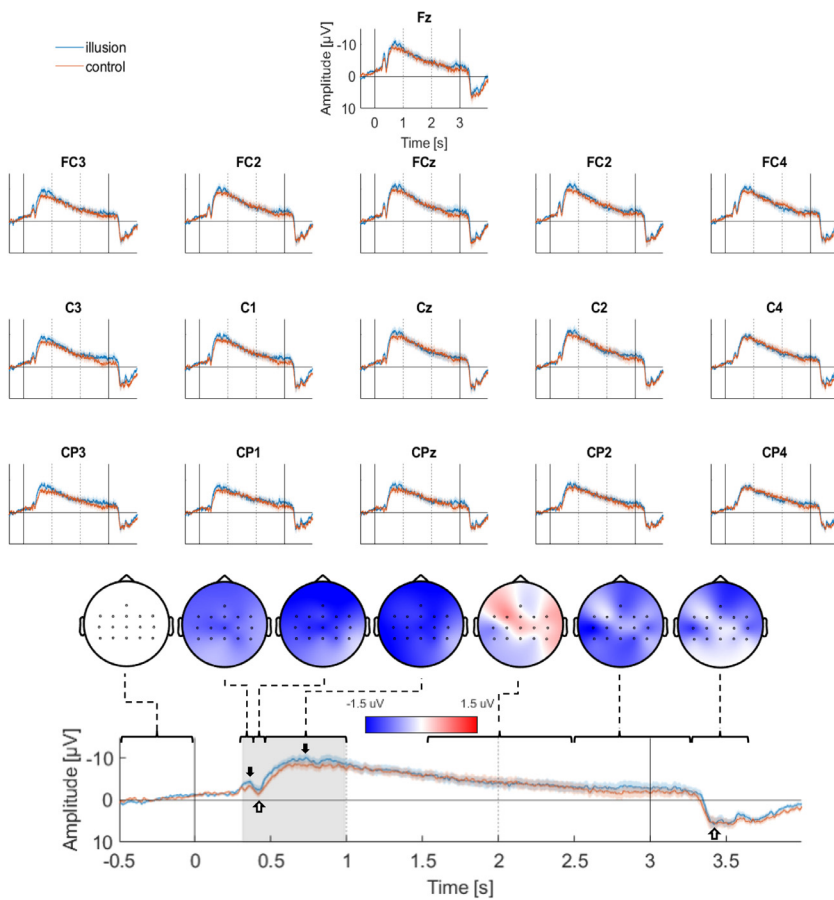 Fz
illusion
control
Amplitude [µV]
-10
0
10
0 1 2 3
Time [s]
FC3 FC2 FCz FC2 FC4
C3 C1 Cz C2 C4
CP3 CP1 CPz CP2 CP4
-1.5 uV 1.5 uV
Amplitude [µV]
-10
0
10
-0.5 0 0.5 1 1.5 2 2.5 3 3.5
Time [s]